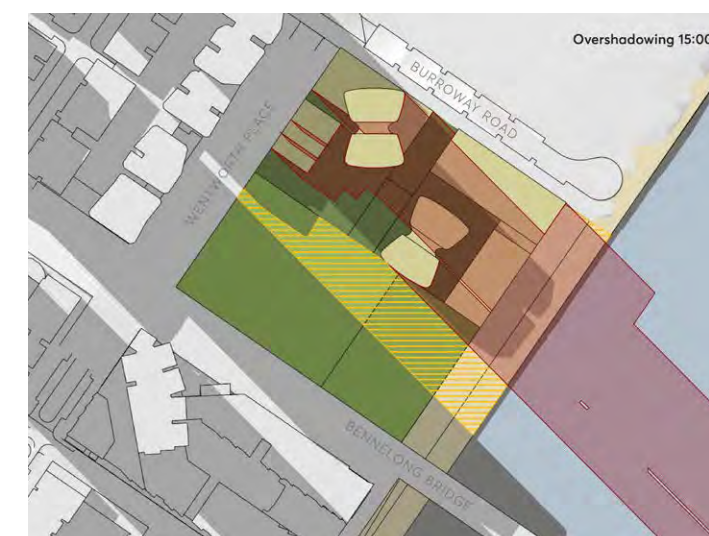 Overshadowing 15:00
BURROWAY ROAD
WENTWORTH PLACE
BENNELONG BRIDGE